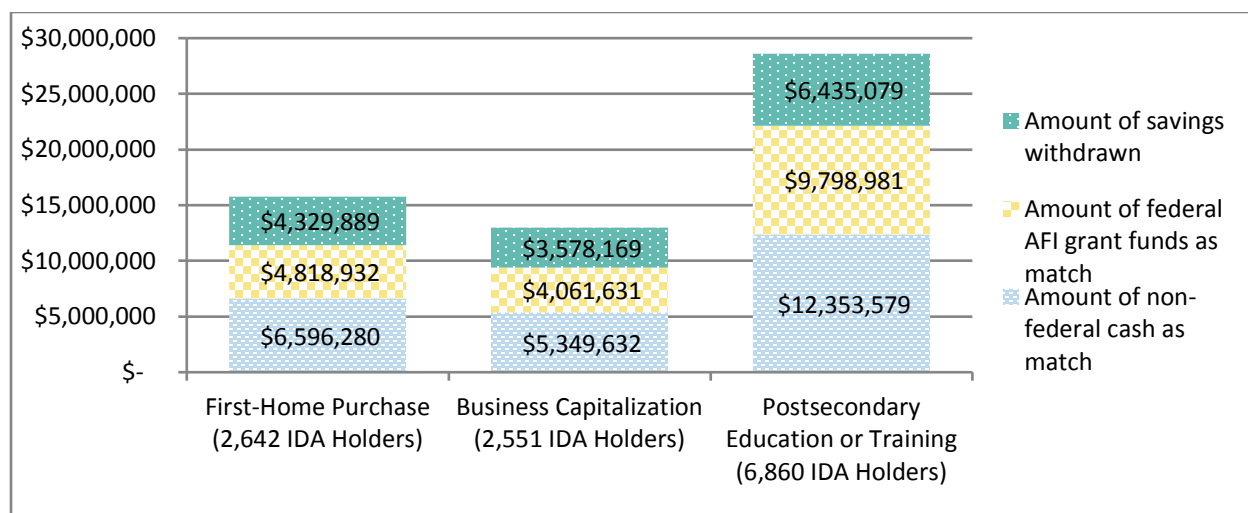 $30,000,000
$25,000,000
$20,000,000
$15,000,000
$10,000,000
$5,000,000
$-
$4,329,889
$4,818,932
$6,596,280
$3,578,169
$4,061,631
$5,349,632
$6,435,079
$9,798,981
$12,353,579
First-Home Purchase
(2,642 IDA Holders)
Business Capitalization
(2,551 IDA Holders)
Postsecondary
Education or Training
(6,860 IDA Holders)
Amount of savings
withdrawn
Amount of federal
AFI grant funds as
match
Amount of non-
federal cash as
match